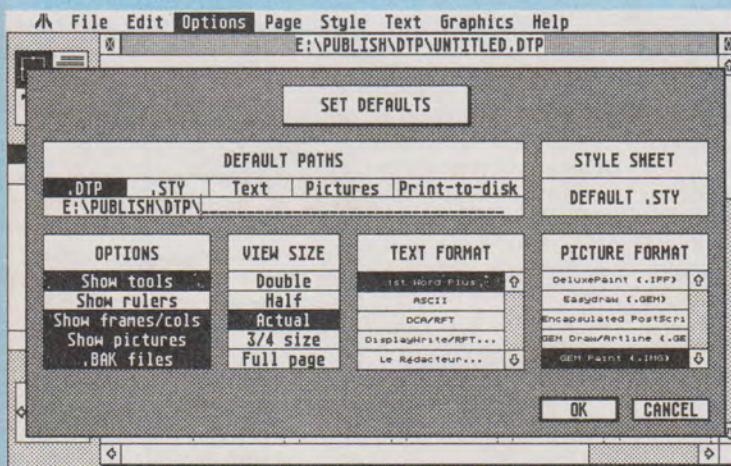 File Edit Options Page Style Text Graphics Help
E:\PUBLISH\DTP\UNTITLED.DTP
SET DEFAULTS
DEFAULT PATHS
.DTP .STY Text Pictures Print-to-disk
E:\PUBLISH\DTP\
STYLE SHEET
DEFAULT .STY
OPTIONS
Show tools
Show rulers
Show frames/cols
Show pictures
.BAK files
VIEW SIZE
Double
Half
Actual
3/4 size
Full page
TEXT FORMAT
1st Word Plus
ASCII
DCA/RFT
DisplayWrite/RFT...
Le Rédacteur...
PICTURE FORMAT
DeluxePaint (.IFF)
Easydraw (.GEM)
Encapsulated PostScri
GEM Draw/Artline (.GE
GEM Paint (.IMG)
OK CANCEL